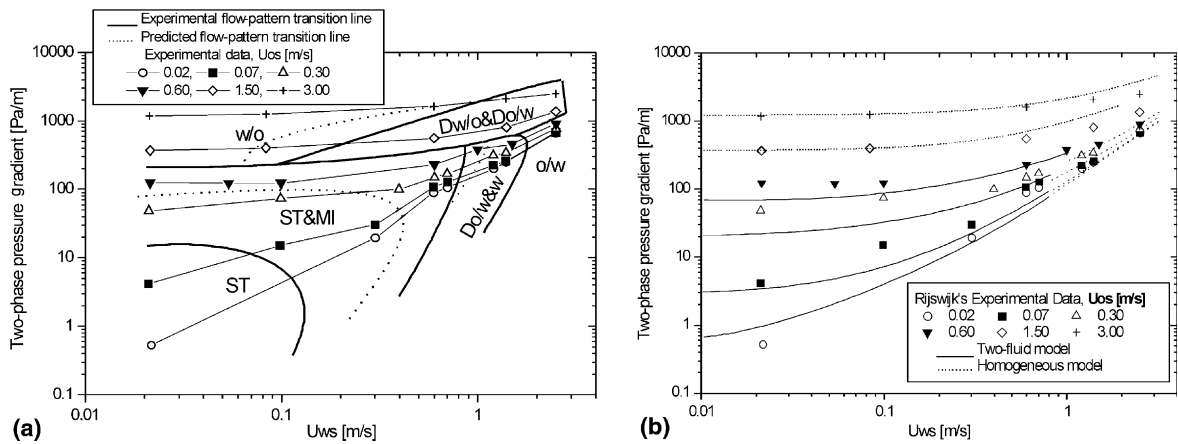 Experimental flow-pattern transition line
Predicted flow-pattern transition line
Experimental data, Uos [m/s]
0.02, 0.07, 0.30
0.60, 1.50, 3.00
Two-phase pressure gradient [Pa/m]
10000
1000
100
10
1
0.1
w/o
Dw/o&Do/w
o/w
ST&MI
Do/w&w
ST
0.01 0.1 1
Uws [m/s]
(a)
Two-phase pressure gradient [Pa/m]
10000
1000
100
10
1
0.1
Rijswijk's Experimental Data, Uos [m/s]
0.02 0.07 0.30
0.60 1.50 3.00
Two-fluid model
Homogeneous model
0.01 0.1 1
Uws [m/s]
(b)